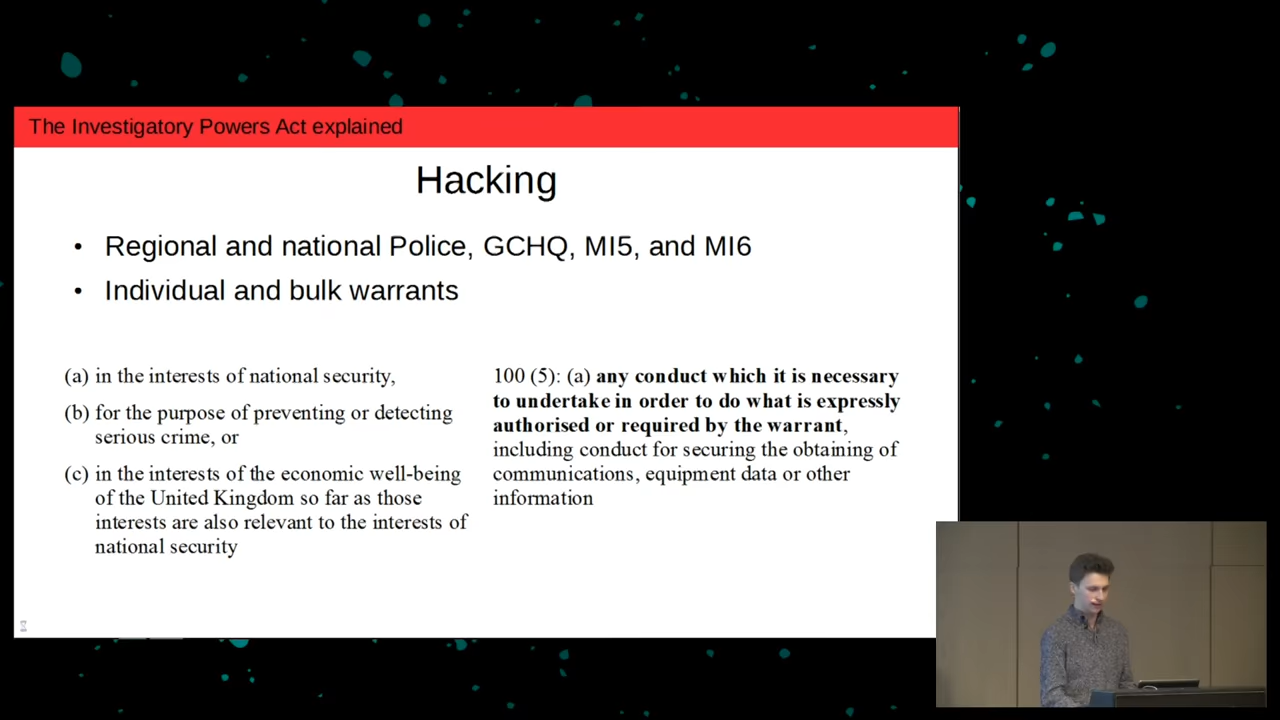 The Investigatory Powers Act explained
Hacking
• Regional and national Police, GCHQ, MI5, and MI6
• Individual and bulk warrants
(a) in the interests of national security,
(b) for the purpose of preventing or detecting
serious crime, or
(c) in the interests of the economic well-being
of the United Kingdom so far as those
interests are also relevant to the interests of
national security
100 (5): (a) any conduct which it is necessary
to undertake in order to do what is expressly
authorised or required by the warrant,
including conduct for securing the obtaining of
communications, equipment data or other
information